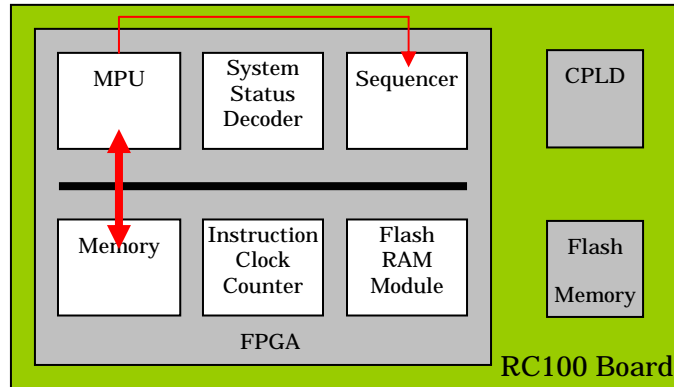 MPU
System
Status
Decoder
Sequencer
CPLD
Memory
Instruction
Clock
Counter
Flash
RAM
Module
Flash
Memory
FPGA
RC100 Board